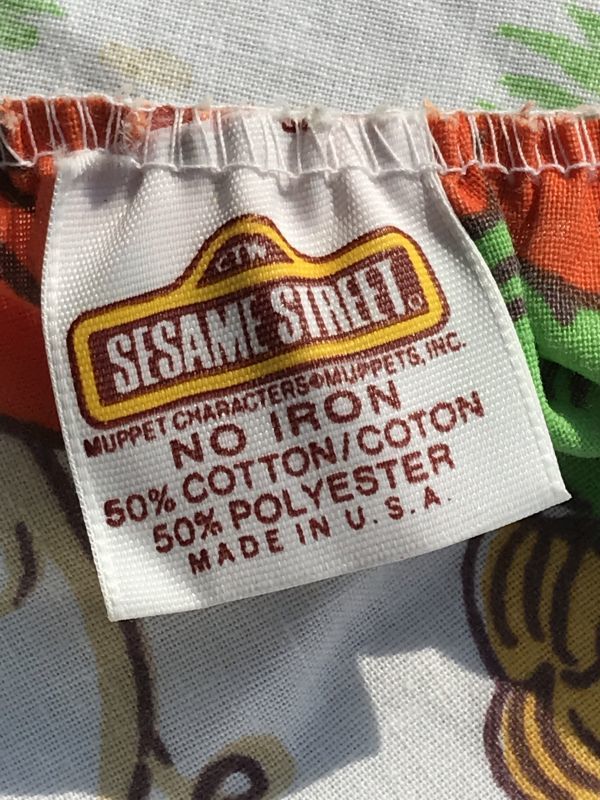 CTW
SESAME STREET®
MUPPET CHARACTERS © MUPPETS, INC.
NO IRON
50% COTTON/COTON
50% POLYESTER
MADE IN U.S.A.